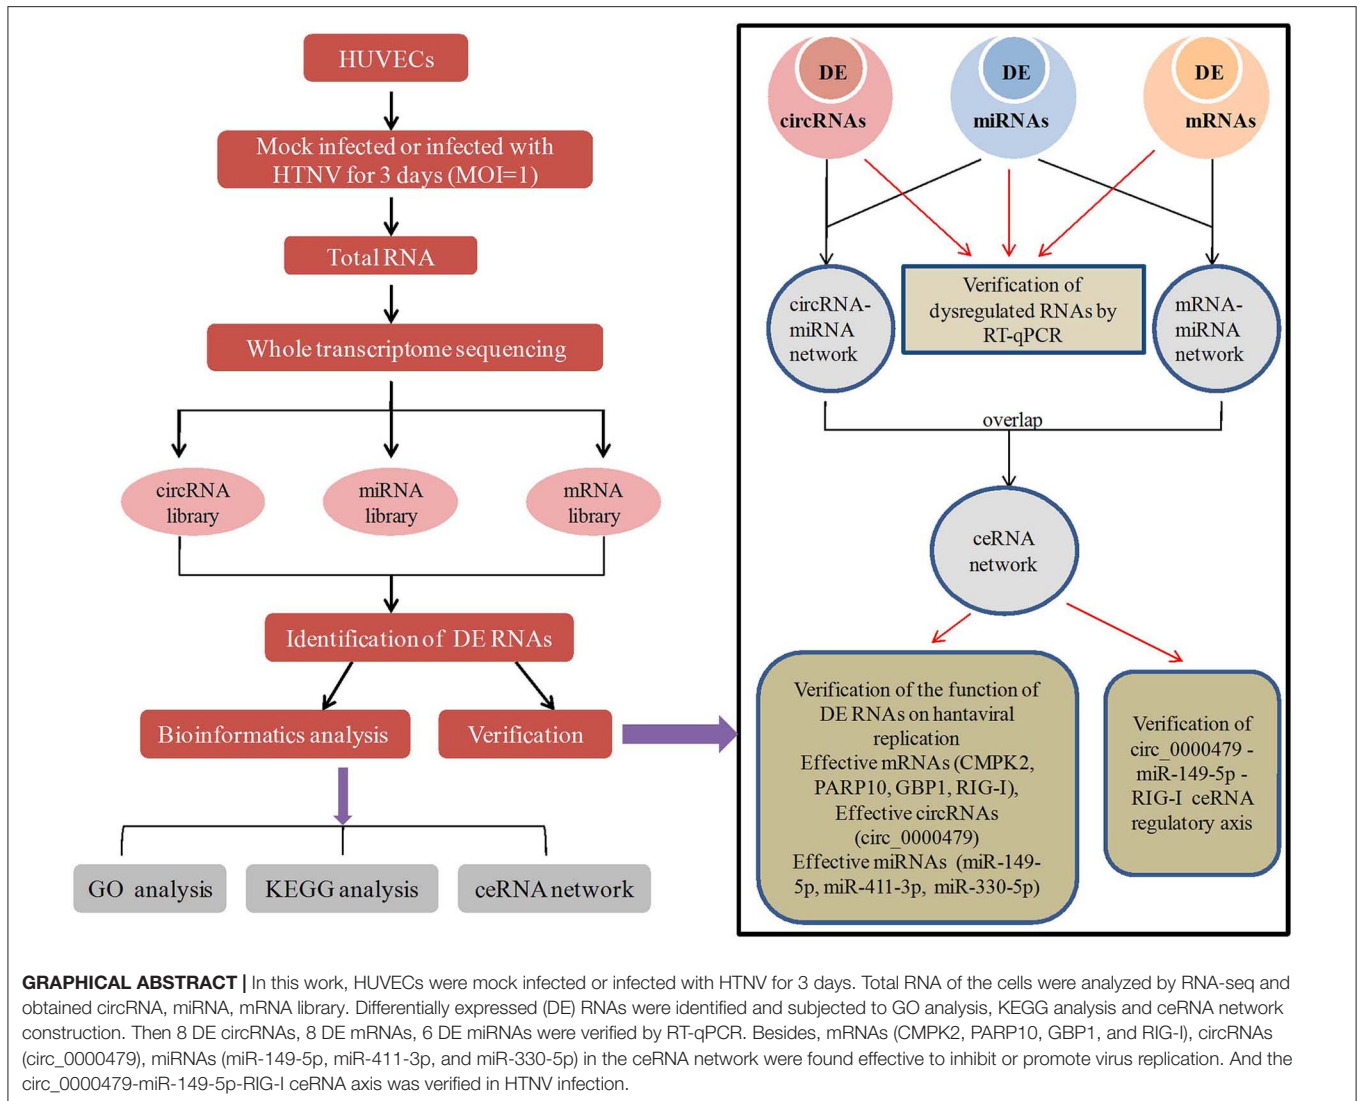 HUVECs
Mock infected or infected with
HTNV for 3 days (MOI=1)
Total RNA
Whole transcriptome sequencing
circRNA
library
miRNA
library
mRNA
library
Identification of DE RNAs
Bioinformatics analysis
Verification
GO analysis
KEGG analysis
ceRNA network
DE
circRNAs
DE
miRNAs
DE
mRNAs
circRNA-
miRNA
network
Verification of
dysregulated RNAs by
RT-qPCR
mRNA-
miRNA
network
overlap
ceRNA
network
Verification of the function of
DE RNAs on hantaviral
replication
Effective mRNAs (CMPK2,
PARP10, GBP1, RIG-I),
Effective circRNAs
(circ_0000479)
Effective miRNAs (miR-149-
5p, miR-411-3p, miR-330-5p)
Verification of
circ_0000479 -
miR-149-5p -
RIG-I ceRNA
regulatory axis
GRAPHICAL ABSTRACT | In this work, HUVECs were mock infected or infected with HTNV for 3 days. Total RNA of the cells were analyzed by RNA-seq and
obtained circRNA, miRNA, mRNA library. Differentially expressed (DE) RNAs were identified and subjected to GO analysis, KEGG analysis and ceRNA network
construction. Then 8 DE circRNAs, 8 DE mRNAs, 6 DE miRNAs were verified by RT-qPCR. Besides, mRNAs (CMPK2, PARP10, GBP1, and RIG-I), circRNAs
(circ_0000479), miRNAs (miR-149-5p, miR-411-3p, and miR-330-5p) in the ceRNA network were found effective to inhibit or promote virus replication. And the
circ_0000479-miR-149-5p-RIG-I ceRNA axis was verified in HTNV infection.